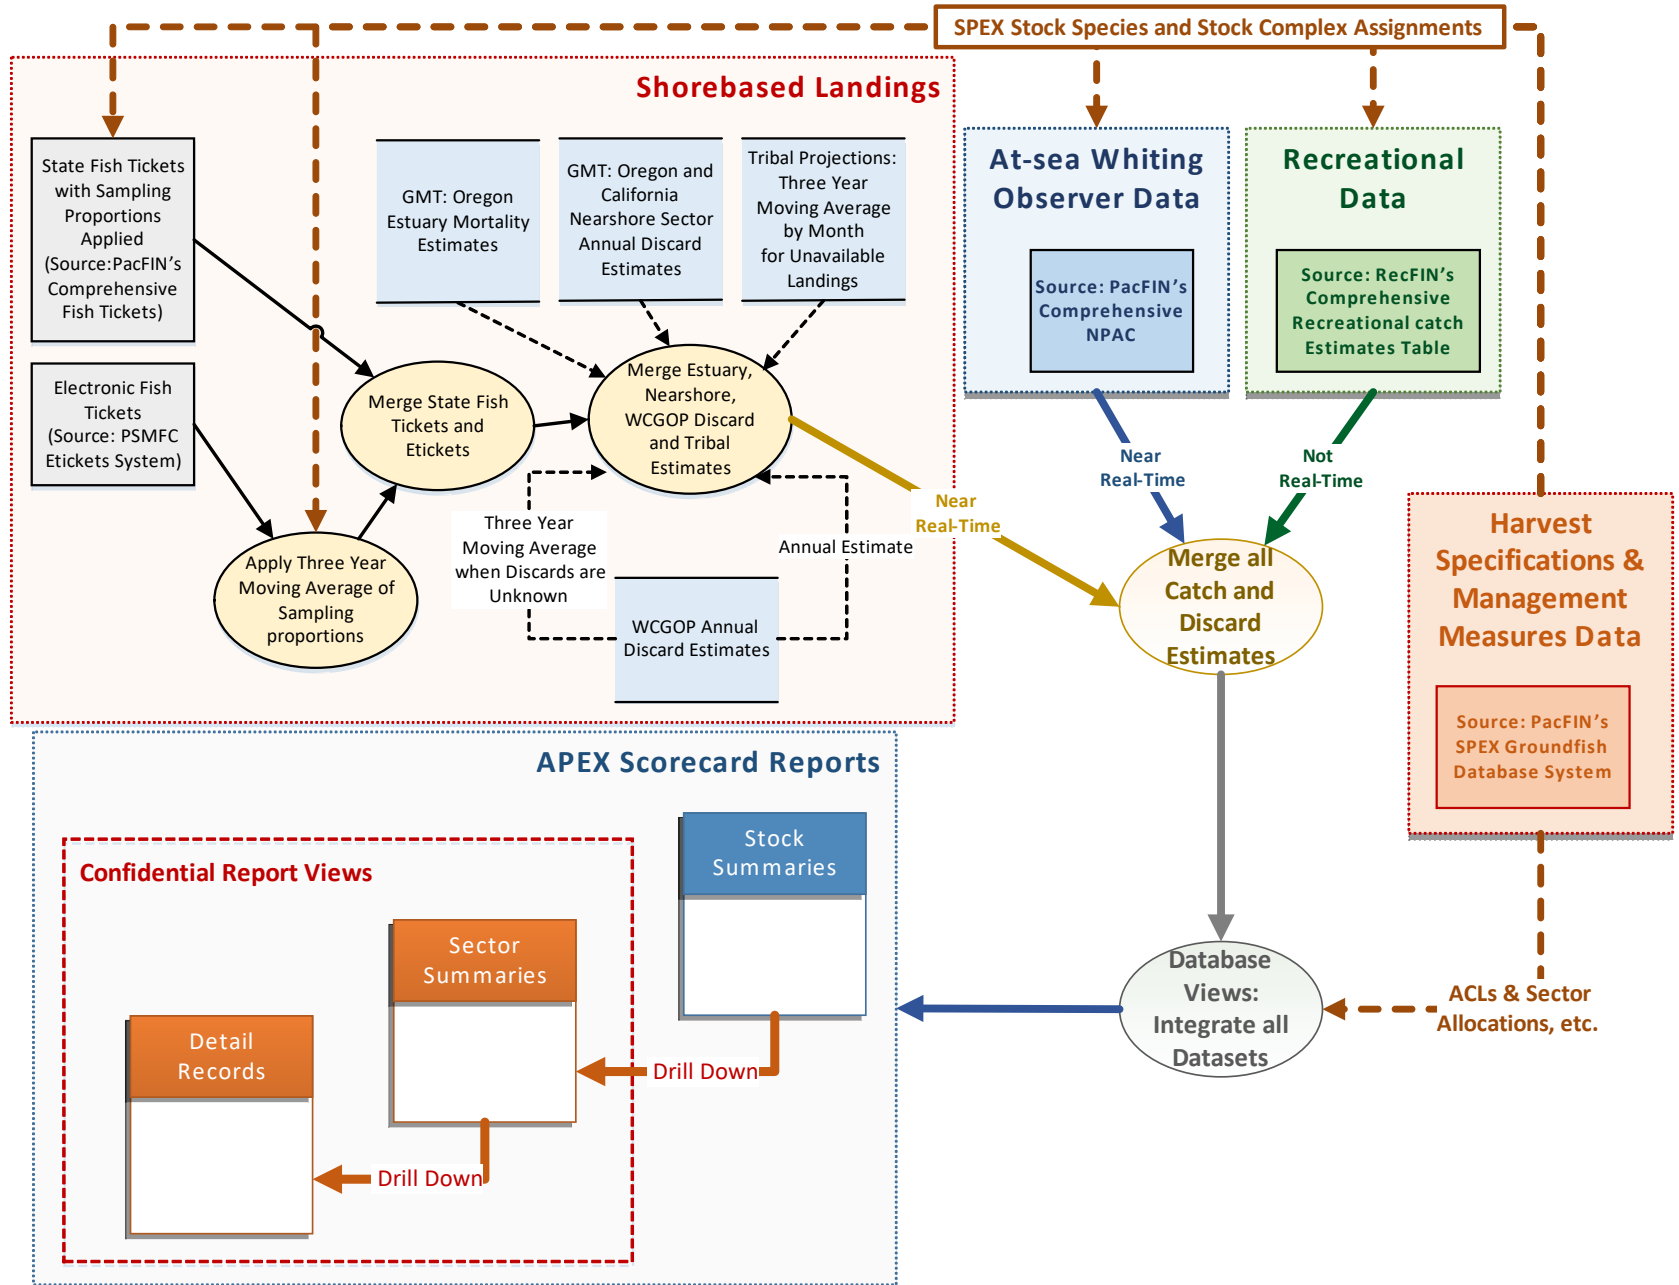 SPEX Stock Species and Stock Complex Assignments
Shorebased Landings
State Fish Tickets
with Sampling
Proportions
Applied
(Source:PacFIN's
Comprehensive
Fish Tickets)
GMT: Oregon
Estuary Mortality
Estimates
GMT: Oregon and
California
Nearshore Sector
Annual Discard
Estimates
Tribal Projections:
Three Year
Moving Average
by Month
for Unavailable
Landings
Electronic Fish
Tickets
(Source: PSMFC
Etickets System)
Merge State Fish
Tickets and
Etickets
Merge Estuary,
Nearshore,
WCGOP Discard
and Tribal
Estimates
Apply Three Year
Moving Average of
Sampling
proportions
Three Year
Moving Average
when Discards are
Unknown
Annual Estimate
WCGOP Annual
Discard Estimates
Near
Real-Time
At-sea Whiting
Observer Data
Source: PacFIN's
Comprehensive
NPAC
Recreational
Data
Source: RecFIN's
Comprehensive
Recreational catch
Estimates Table
Near
Real-Time
Not
Real-Time
Merge all
Catch and
Discard
Estimates
Harvest
Specifications &
Management
Measures Data
Source: PacFIN's
SPEX Groundfish
Database System
ACLs & Sector
Allocations, etc.
Database
Views:
Integrate all
Datasets
APEX Scorecard Reports
Stock
Summaries
Confidential Report Views
Sector
Summaries
Drill Down
Detail
Records
Drill Down